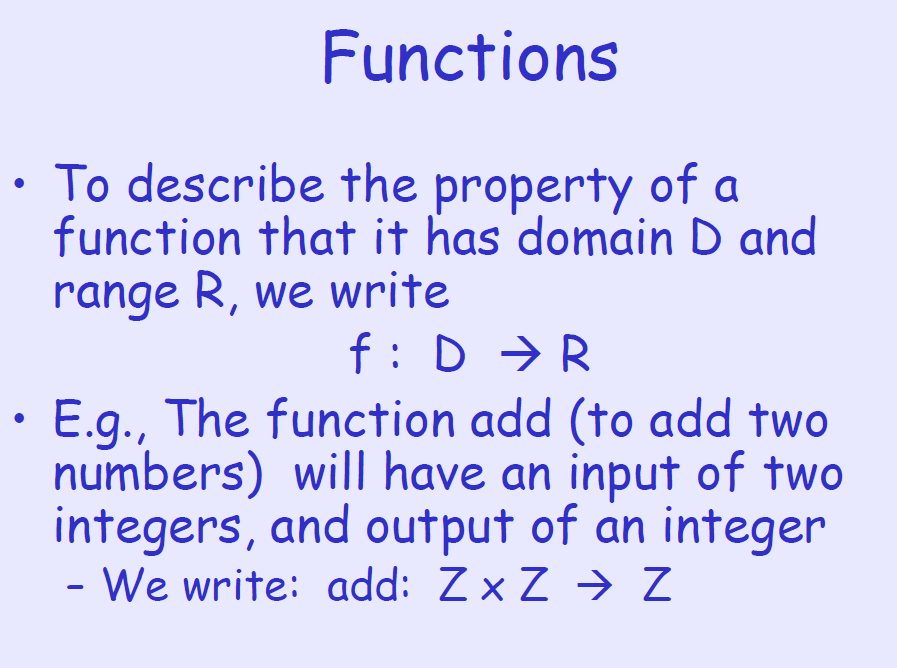 Functions
• To describe the property of a
function that it has domain D and
range R, we write
f : D → R
• E.g., The function add (to add two
numbers) will have an input of two
integers, and output of an integer
– We write: add: Z x Z → Z